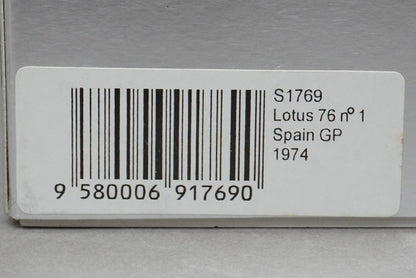 S1769
Lotus 76 nº 1
Spain GP
1974
9 580006 917690